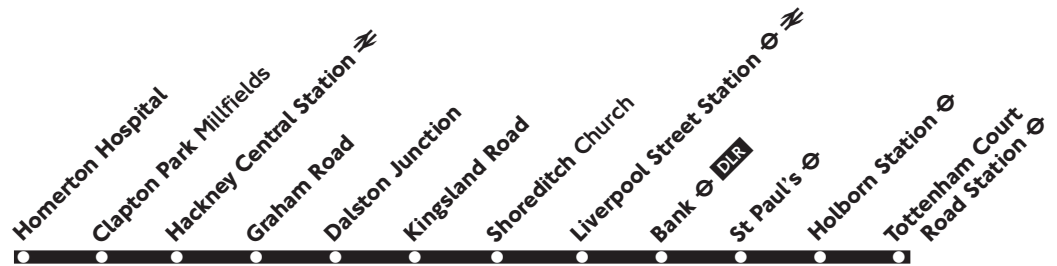 Homerton Hospital
Clapton Park Millfields
Hackney Central Station
Graham Road
Dalston Junction
Kingsland Road
Shoreditch Church
Liverpool Street Station
Bank DLR
St Paul's
Holborn Station
Tottenham Court
Road Station